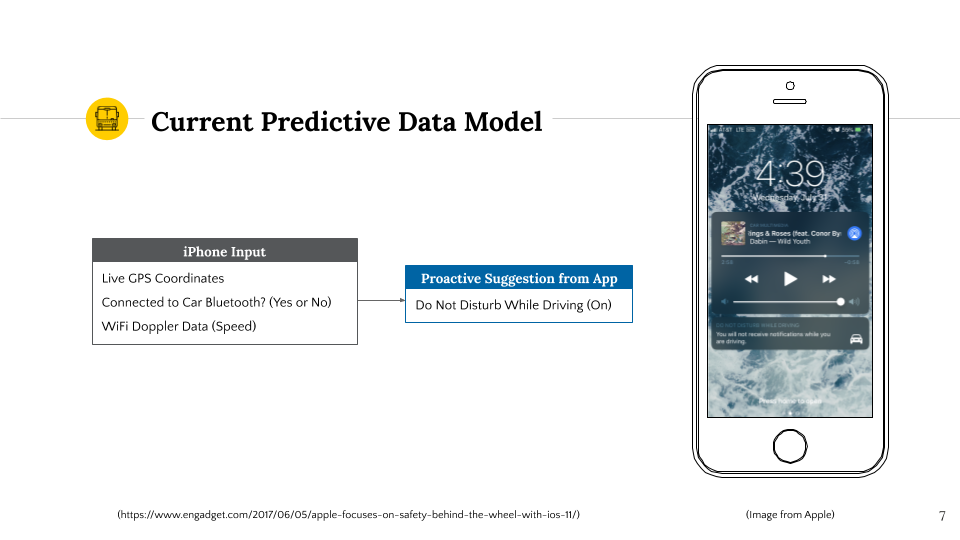 Current Predictive Data Model
iPhone Input
Live GPS Coordinates
Connected to Car Bluetooth? (Yes or No)
WiFi Doppler Data (Speed)
Proactive Suggestion from App
Do Not Disturb While Driving (On)
AT&T LTE 59%
4:39
Wednesday, July 31
lings & Roses (feat. Conor By
Dabin — Wild Youth
DO NOT DISTURB WHILE DRIVING
You will not receive notifications while you
are driving.
Press home to
(https://www.engadget.com/2017/06/05/apple-focuses-on-safety-behind-the-wheel-with-ios-11/)
(Image from Apple)
7